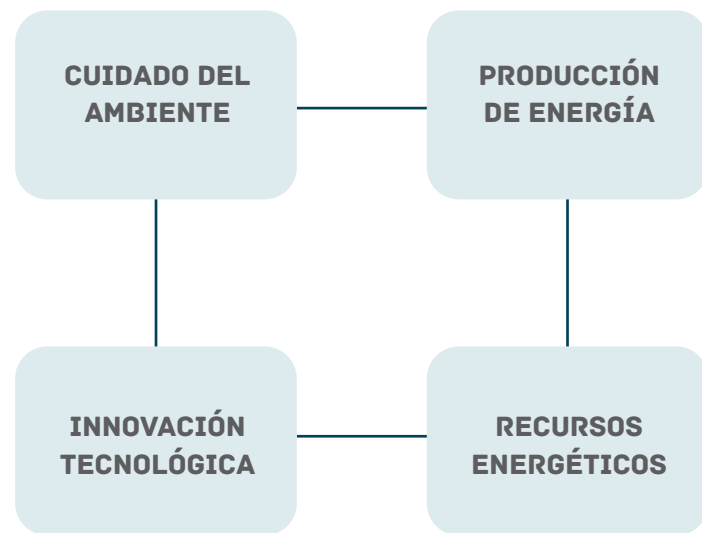 CUIDADO DEL
AMBIENTE
PRODUCCIÓN
DE ENERGÍA
INNOVACIÓN
TECNOLÓGICA
RECURSOS
ENERGÉTICOS